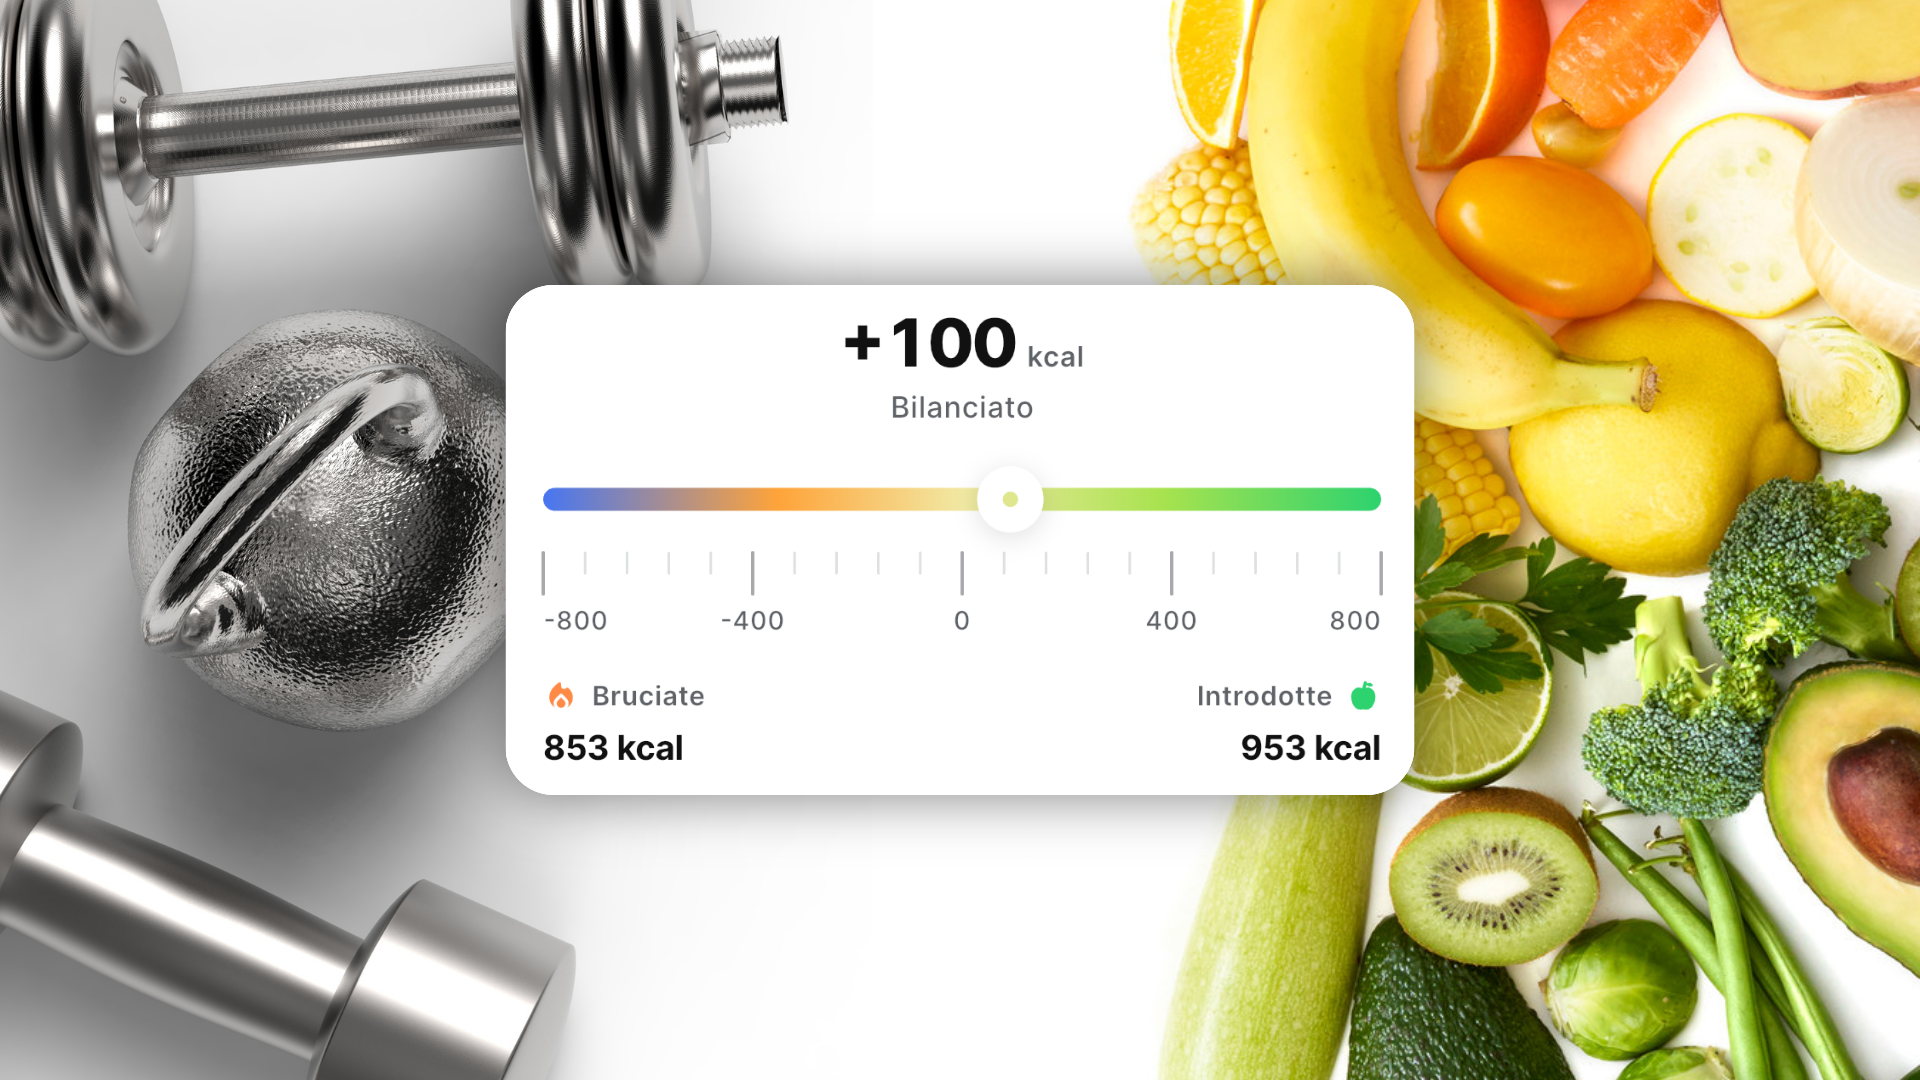 +100 kcal
Bilanciato
-800 -400 0 400 800
Bruciate Introdotte
853 kcal 953 kcal